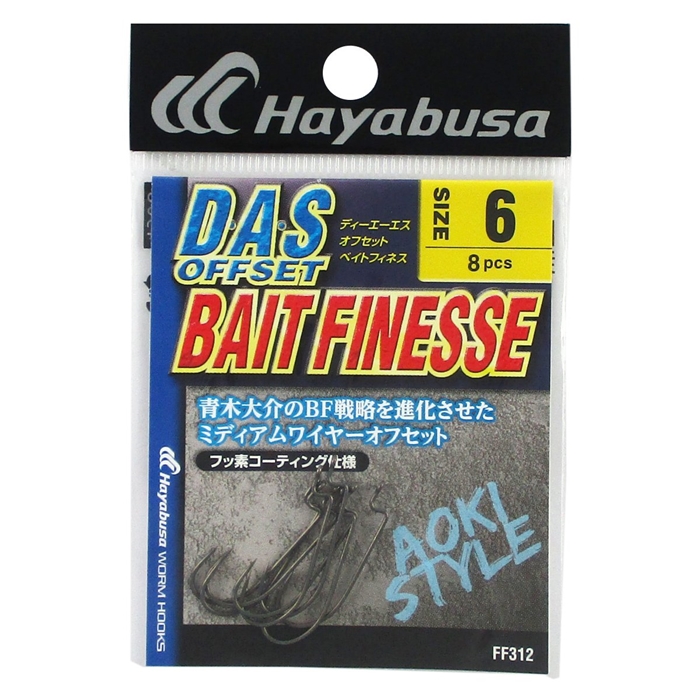 Hayabusa
D.A.S
OFFSET
ディーエーエス
オフセット
ベイトフィネス
SIZE
6
8 pcs
BAIT FINESSE
青木大介のBF戦略を進化させた
ミディアムワイヤーオフセット
フッ素コーティング仕様
AOKI
STYLE
Hayabusa WORM HOOKS
FF312